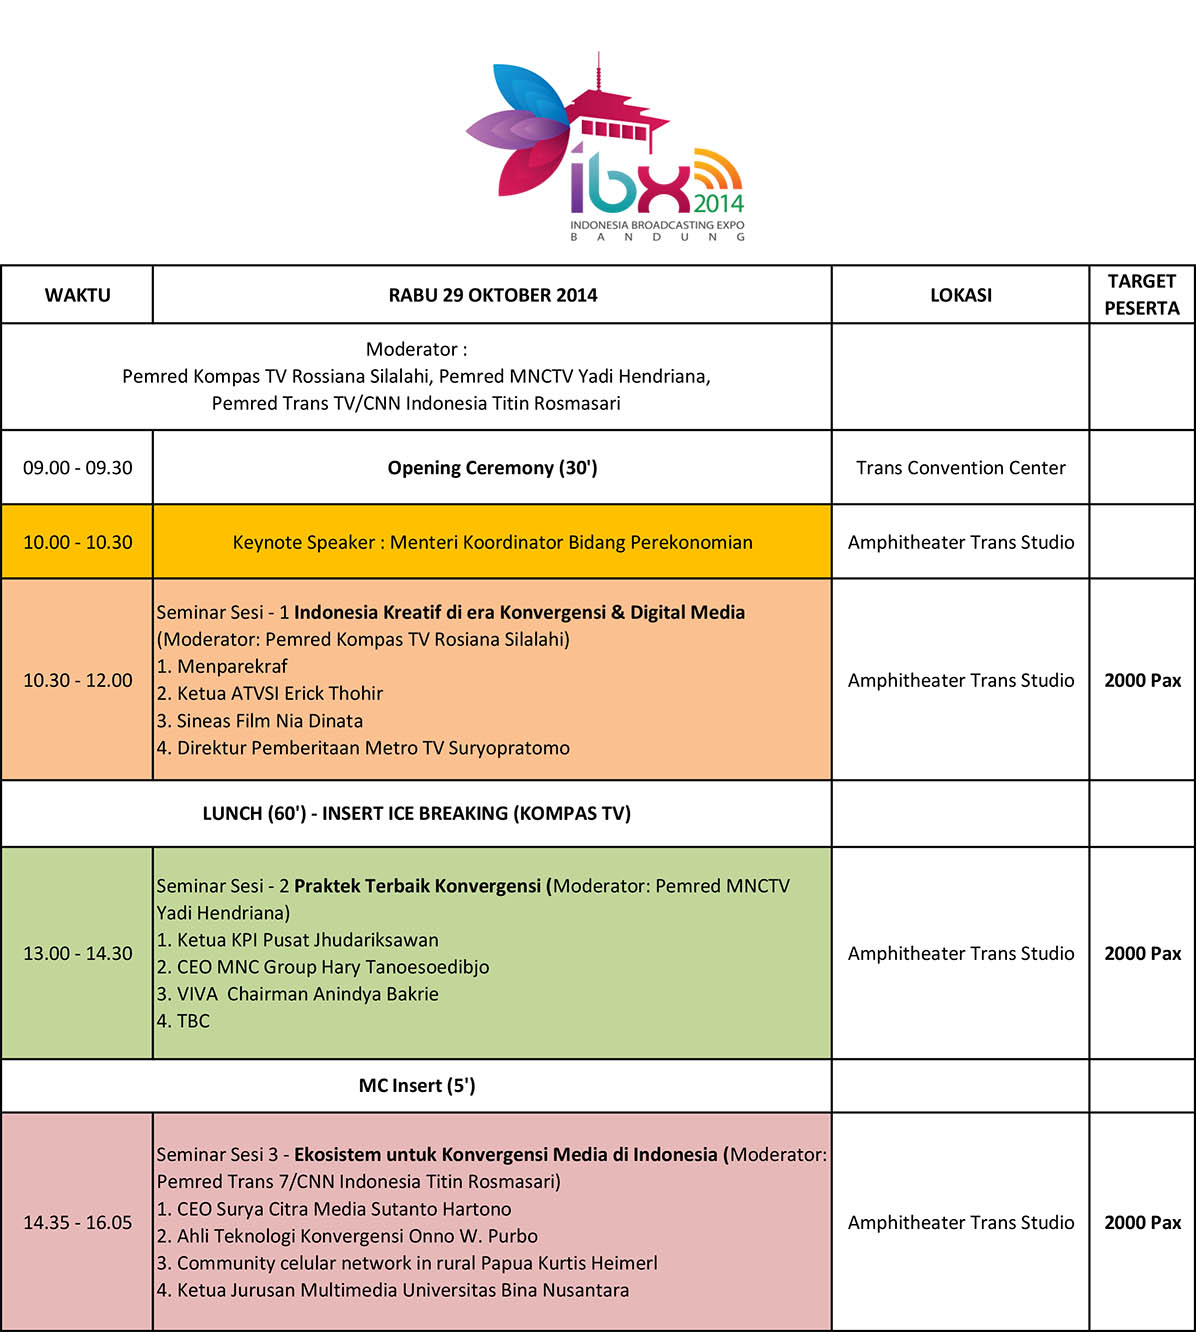 ibx
2014
INDONESIA BROADCASTING EXPO
BANDUNG
WAKTU
RABU 29 OKTOBER 2014
LOKASI
TARGET
PESERTA
Moderator :
Pemred Kompas TV Rossiana Silalahi, Pemred MNCTV Yadi Hendriana,
Pemred Trans TV/CNN Indonesia Titin Rosmasari
09.00 - 09.30
Opening Ceremony (30')
Trans Convention Center
10.00 - 10.30
Keynote Speaker : Menteri Koordinator Bidang Perekonomian
Amphitheater Trans Studio
10.30 - 12.00
Seminar Sesi - 1 Indonesia Kreatif di era Konvergensi & Digital Media
(Moderator: Pemred Kompas TV Rosiana Silalahi)
1. Menparekraf
2. Ketua ATVSI Erick Thohir
3. Sineas Film Nia Dinata
4. Direktur Pemberitaan Metro TV Suryopratomo
Amphitheater Trans Studio
2000 Pax
LUNCH (60') - INSERT ICE BREAKING (KOMPAS TV)
13.00 - 14.30
Seminar Sesi - 2 Praktek Terbaik Konvergensi (Moderator: Pemred MNCTV
Yadi Hendriana)
1. Ketua KPI Pusat Jhudariksawan
2. CEO MNC Group Hary Tanoesoedibjo
3. VIVA  Chairman Anindya Bakrie
4. TBC
Amphitheater Trans Studio
2000 Pax
MC Insert (5')
14.35 - 16.05
Seminar Sesi 3 - Ekosistem untuk Konvergensi Media di Indonesia (Moderator:
Pemred Trans 7/CNN Indonesia Titin Rosmasari)
1. CEO Surya Citra Media Sutanto Hartono
2. Ahli Teknologi Konvergensi Onno W. Purbo
3. Community celular network in rural Papua Kurtis Heimerl
4. Ketua Jurusan Multimedia Universitas Bina Nusantara
Amphitheater Trans Studio
2000 Pax